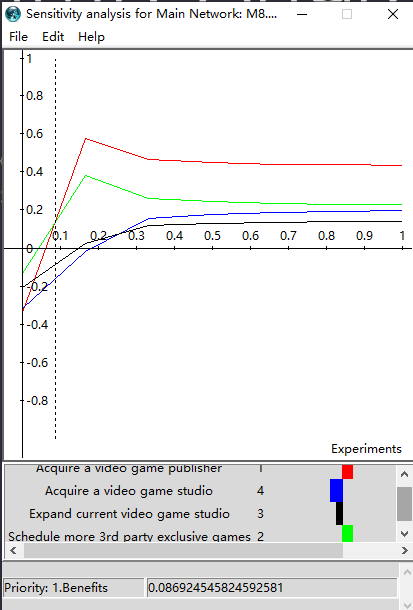 Sensitivity analysis for Main Network: M8....
File Edit Help
1
0.8
0.6
0.4
0.2
0 0.1 0.2 0.3 0.4 0.5 0.6 0.7 0.8 0.9 1
-0.2
-0.4
-0.6
-0.8
Experiments
Acquire a video game publisher 1
Acquire a video game studio 4
Expand current video game studio 3
Schedule more 3rd party exclusive games 2
Priority: 1.Benefits 0.086924545824592581